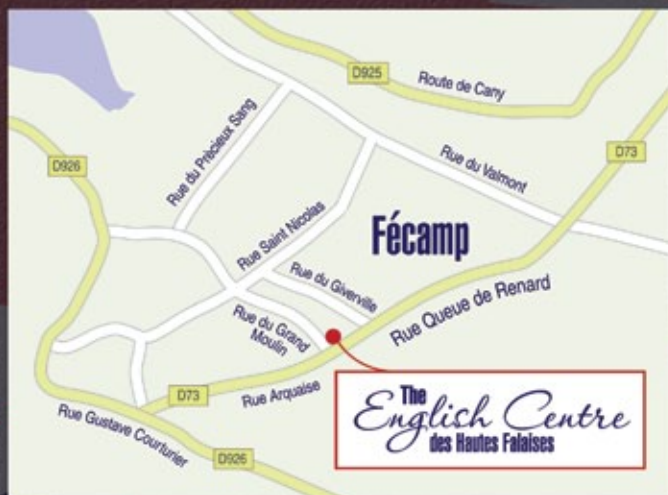 D925
Route de Cany
Rue du Précieux Sang
D926
D73
Rue du Valmont
Rue Saint Nicolas
Fécamp
Rue du Giverville
Rue du Grand
Moulin
Rue Queue de Renard
D73
Rue Arquaise
Rue Gustave Courturier
D926
The
English Centre
des Hautes Falaises